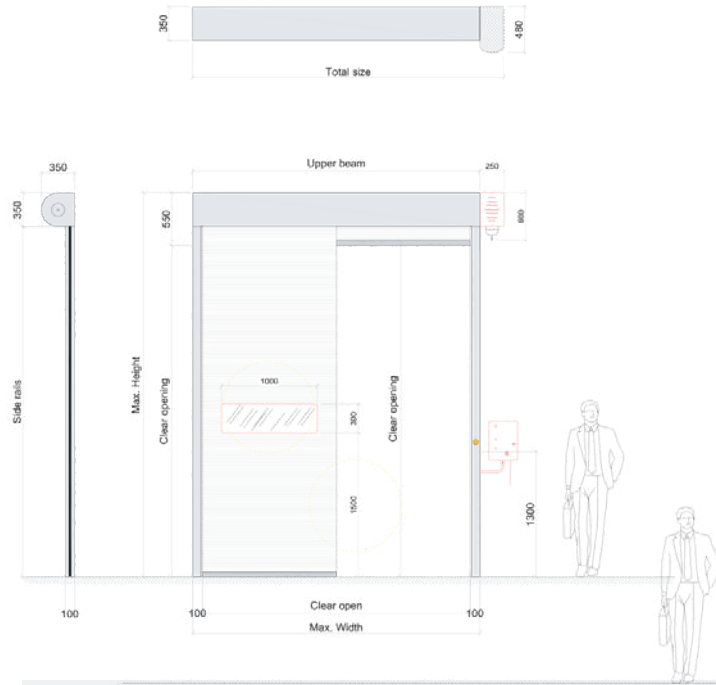 350
480
Total size
350
Upper beam
250
350
550
600
Side rails
Max. Height
Clear opening
1000
300
Clear opening
1500
1300
100
100
Clear open
100
Max. Width